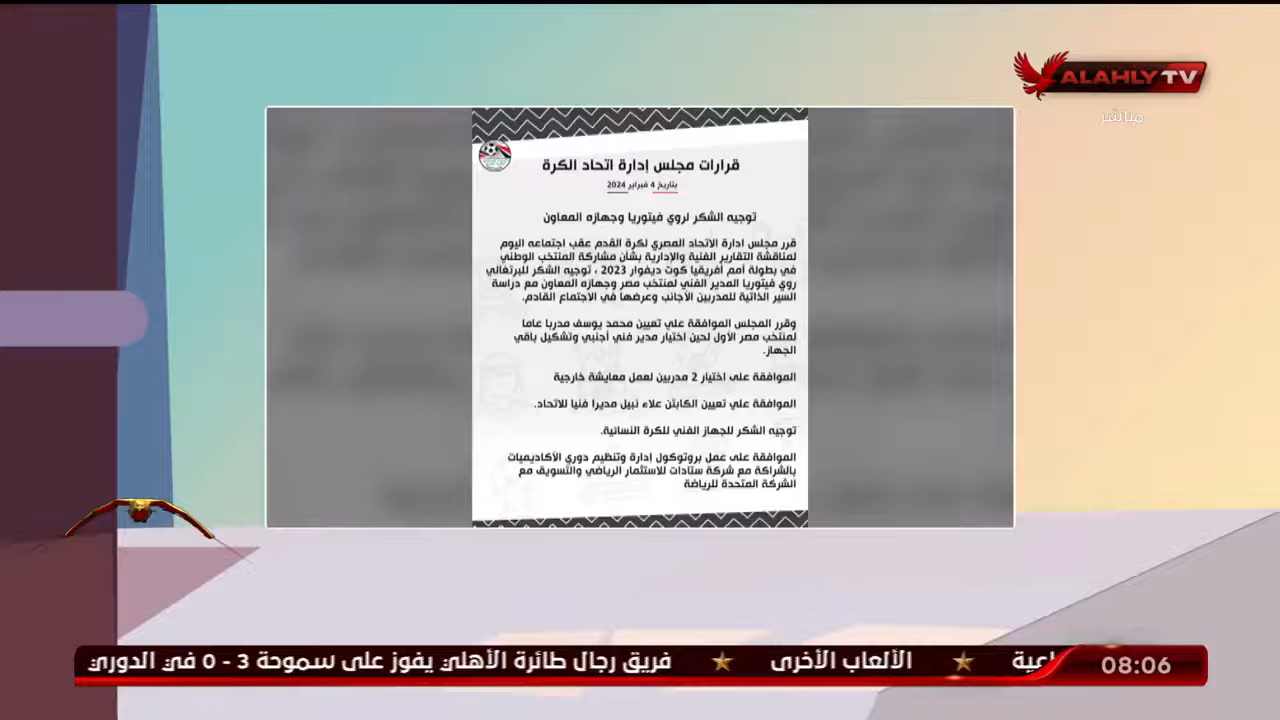 ALAHLY TV
مباشر
قرارات مجلس إدارة اتحاد الكرة
بتاريخ 4 فبراير 2024
توجيه الشكر لروي فيتوريا وجهازه المعاون
قرر مجلس ادارة الاتحاد المصري لكرة القدم عقب اجتماعه اليوم
لمناقشة التقارير الفنية والإدارية بشأن مشاركة المنتخب الوطني
في بطولة أمم أفريقيا كوت ديفوار 2023 ، توجيه الشكر للبرتغالي
روي فيتوريا المدير الفني لمنتخب مصر وجهازه المعاون مع دراسة
السير الذاتية للمدربين الأجانب وعرضها في الاجتماع القادم.
وقرر المجلس الموافقة علي تعيين محمد يوسف مدربا عاما
لمنتخب مصر الأول لحين اختيار مدير فني أجنبي وتشكيل باقي
الجهاز.
الموافقة على اختيار 2 مدربين لعمل معايشة خارجية
الموافقة علي تعيين الكابتن علاء نبيل مديرا فنيا للاتحاد.
توجيه الشكر للجهاز الفني للكرة النسائية.
الموافقة على عمل بروتوكول إدارة وتنظيم دوري الأكاديميات
بالشراكة مع شركة ستادات للاستثمار الرياضي والتسويق مع
الشركة المتحدة للرياضة
08:06
الألعاب الأخرى
فريق رجال طائرة الأهلي يفوز على سموحة 3 - 0 في الدوري